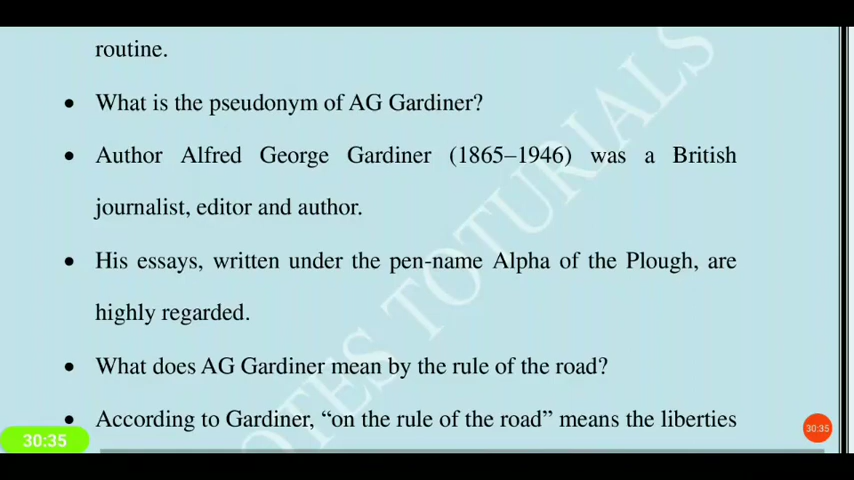 routine.
• What is the pseudonym of AG Gardiner?
• Author Alfred George Gardiner (1865–1946) was a British
journalist, editor and author.
• His essays, written under the pen-name Alpha of the Plough, are
highly regarded.
• What does AG Gardiner mean by the rule of the road?
• According to Gardiner, “on the rule of the road” means the liberties
30:35
30:35
OTES TOTURIALS